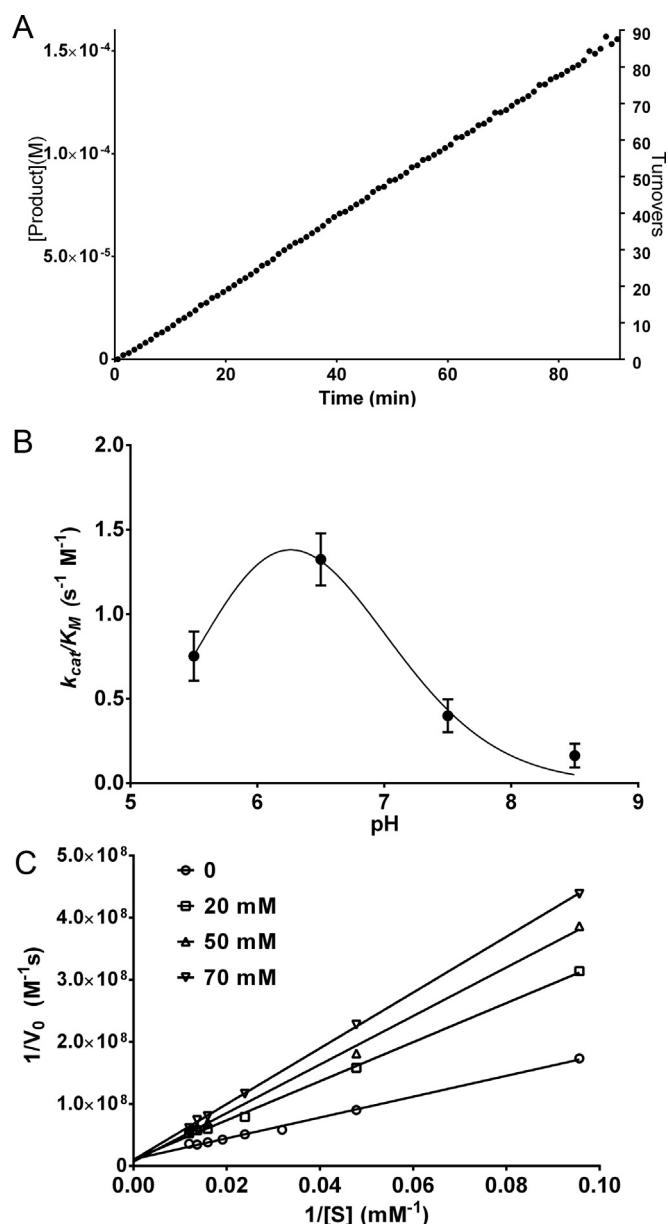 A
1.5×10⁻⁴
1.0×10⁻⁴
5.0×10⁻⁵
0
[Product](M)
90
80
70
60
50
40
30
20
10
0
Turnovers
0 20 40 60 80
Time (min)
B
2.0
1.5
1.0
0.5
0.0
k_cat/K_M (s⁻¹ M⁻¹)
5 6 7 8 9
pH
C
5.0×10⁸
4.0×10⁸
3.0×10⁸
2.0×10⁸
1.0×10⁸
0
1/V₀ (M⁻¹s)
0
20 mM
50 mM
70 mM
0.00 0.02 0.04 0.06 0.08 0.10
1/[S] (mM⁻¹)